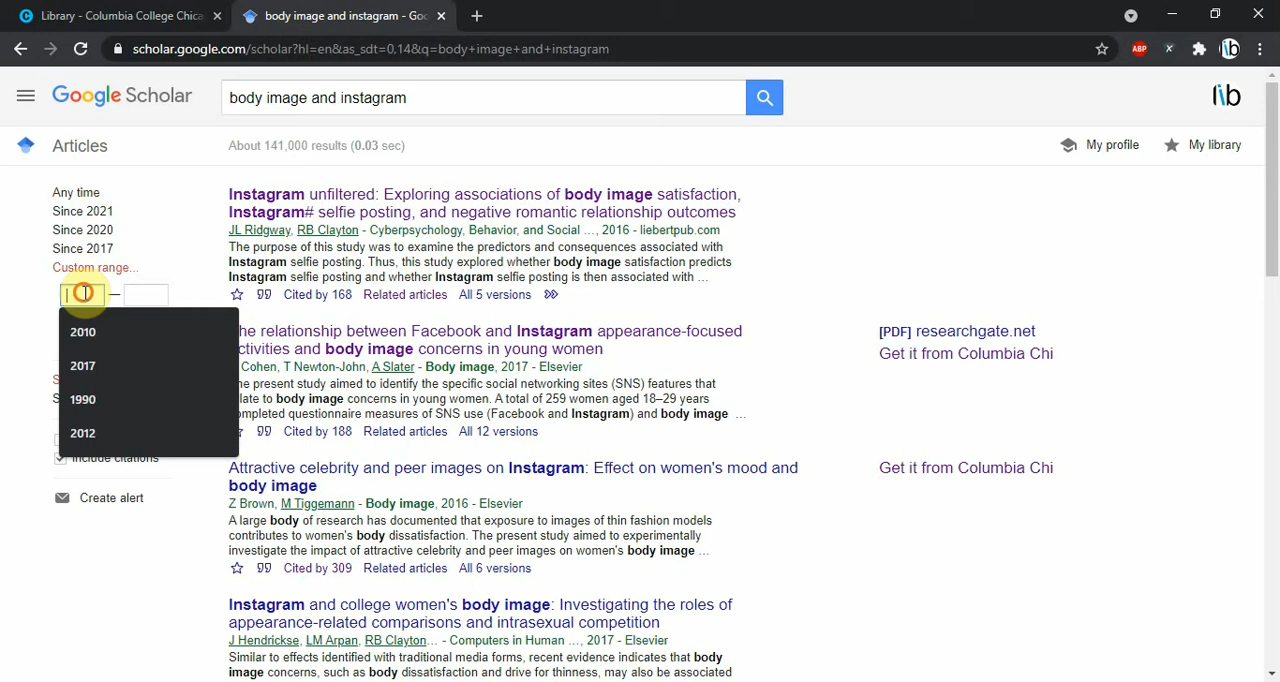 Library - Columbia College Chica
body image and instagram - Goo
scholar.google.com/scholar?hl=en&as_sdt=0,14&q=body+image+and+instagram
ABP
Google Scholar
body image and instagram
lib
Articles
About 141,000 results (0.03 sec)
My profile
My library
Any time
Since 2021
Since 2020
Since 2017
Custom range...
—
2010
2017
1990
2012
include citations
Create alert
Instagram unfiltered: Exploring associations of body image satisfaction,
Instagram# selfie posting, and negative romantic relationship outcomes
JL Ridgway, RB Clayton - Cyberpsychology, Behavior, and Social ..., 2016 - liebertpub.com
The purpose of this study was to examine the predictors and consequences associated with
Instagram selfie posting. Thus, this study explored whether body image satisfaction predicts
Instagram selfie posting and whether Instagram selfie posting is then associated with ...
Cited by 168 Related articles All 5 versions
he relationship between Facebook and Instagram appearance-focused
ctivities and body image concerns in young women
Cohen, T Newton-John, A Slater - Body image, 2017 - Elsevier
he present study aimed to identify the specific social networking sites (SNS) features that
late to body image concerns in young women. A total of 259 women aged 18–29 years
ompleted questionnaire measures of SNS use (Facebook and Instagram) and body image ...
Cited by 188 Related articles All 12 versions
[PDF] researchgate.net
Get it from Columbia Chi
Attractive celebrity and peer images on Instagram: Effect on women's mood and
body image
Z Brown, M Tiggemann - Body image, 2016 - Elsevier
A large body of research has documented that exposure to images of thin fashion models
contributes to women's body dissatisfaction. The present study aimed to experimentally
investigate the impact of attractive celebrity and peer images on women's body image ...
Cited by 309 Related articles All 6 versions
Get it from Columbia Chi
Instagram and college women's body image: Investigating the roles of
appearance-related comparisons and intrasexual competition
J Hendrickse, LM Arpan, RB Clayton... - Computers in Human ..., 2017 - Elsevier
Similar to effects identified with traditional media forms, recent evidence indicates that body
image concerns, such as body dissatisfaction and drive for thinness, may also be associated